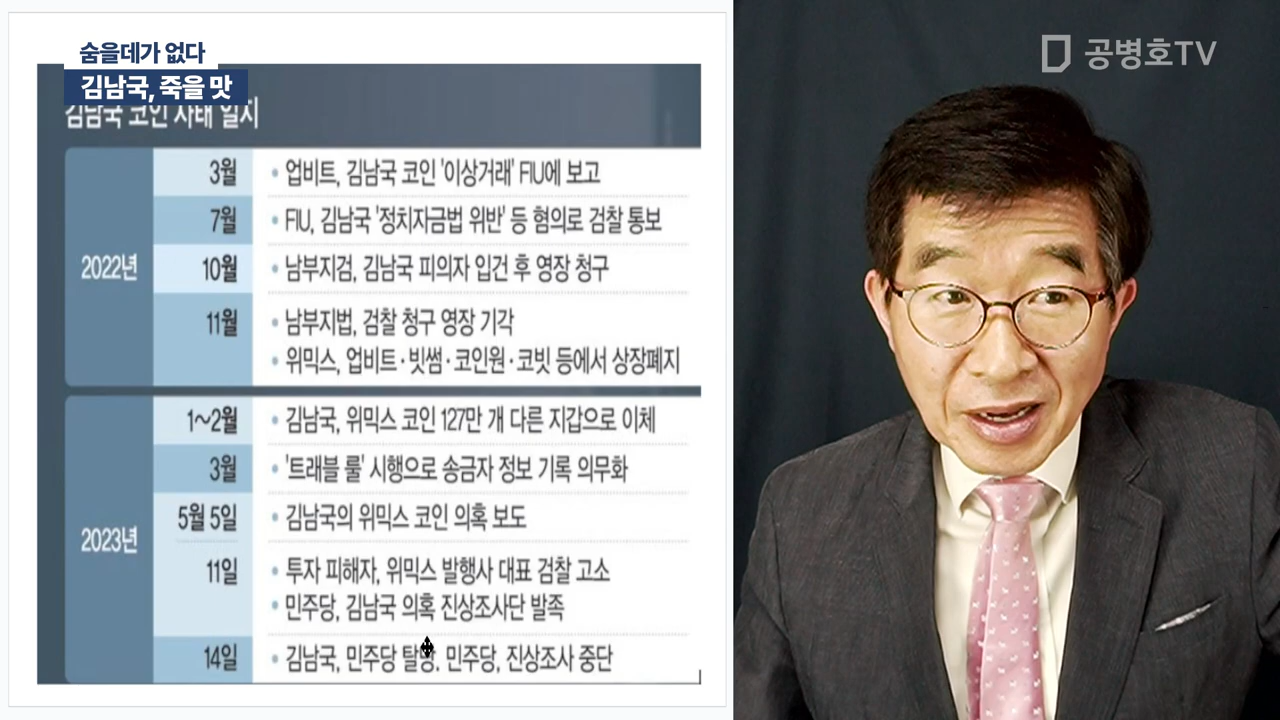 숨을데가 없다
김남국, 죽을 맛
김남국 코인 사태 일지
공병호TV
2022년
3월
• 업비트, 김남국 코인 '이상거래' FIU에 보고
7월
• FIU, 김남국 '정치자금법 위반' 등 혐의로 검찰 통보
10월
• 남부지검, 김남국 피의자 입건 후 영장 청구
11월
• 남부지법, 검찰 청구 영장 기각
• 위믹스, 업비트·빗썸·코인원·코빗 등에서 상장폐지
2023년
1~2월
• 김남국, 위믹스 코인 127만 개 다른 지갑으로 이체
3월
• '트래블 룰' 시행으로 송금자 정보 기록 의무화
5월 5일
• 김남국의 위믹스 코인 의혹 보도
11일
• 투자 피해자, 위믹스 발행사 대표 검찰 고소
• 민주당, 김남국 의혹 진상조사단 발족
14일
• 김남국, 민주당 탈당. 민주당, 진상조사 중단